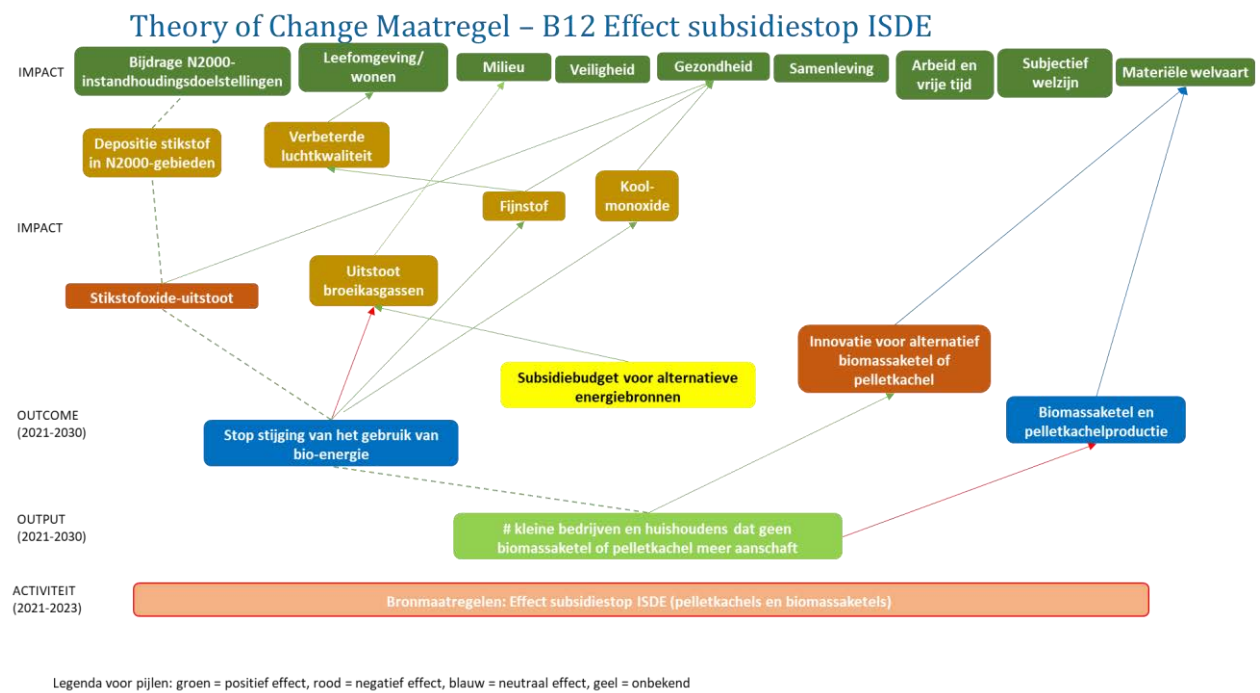 Theory of Change Maatregel – B12 Effect subsidiestop ISDE
IMPACT
Bijdrage N2000-
instandhoudingsdoelstellingen
Leefomgeving/
wonen
Milieu
Veiligheid
Gezondheid
Samenleving
Arbeid en
vrije tijd
Subjectief
welzijn
Materiële welvaart
Depositie stikstof
in N2000-gebieden
Verbeterde
luchtkwaliteit
Fijnstof
Kool-
monoxide
IMPACT
Stikstofoxide-uitstoot
Uitstoot
broeikasgassen
Innovatie voor alternatief
biomassaketel of
pelletkachel
Subsidiebudget voor alternatieve
energiebronnen
OUTCOME
(2021-2030)
Stop stijging van het gebruik van
bio-energie
Biomassaketel en
pelletkachelproductie
OUTPUT
(2021-2030)
# kleine bedrijven en huishoudens dat geen
biomassaketel of pelletkachel meer aanschaft
ACTIVITEIT
(2021-2023)
Bronmaatregelen: Effect subsidiestop ISDE (pelletkachels en biomassaketels)
Legenda voor pijlen: groen = positief effect, rood = negatief effect, blauw = neutraal effect, geel = onbekend